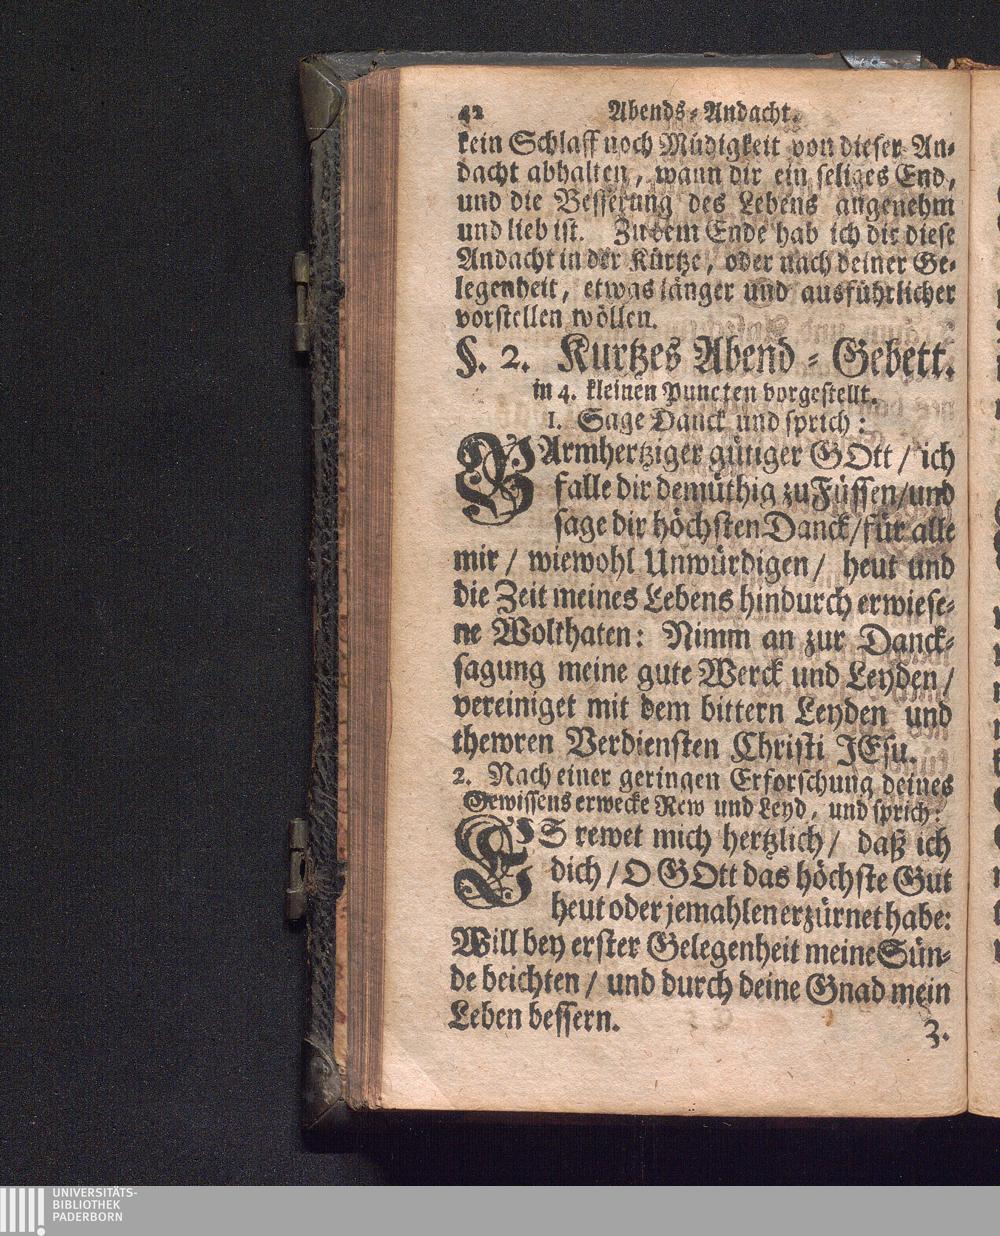 42 Abends-Andacht.
kein Schlaff noch Müdigkeit von dieser An-
dacht abhalten, wann dir ein seliges End,
und die Besserung des Lebens angenehm
und lieb ist. Zu dem Ende hab ich dir diese
Andacht in der Kürtze, oder nach deiner Ge-
legenheit, etwas länger und ausführlicher
vorstellen wöllen.
§. 2. Kurtzes Abend-Gebett.
in 4. kleinen Puncten vorgestellt.
1. Sage Danck und sprich:
BArmhertziger gütiger GOtt / ich
falle dir demüthig zu Füssen/und
sage dir höchsten Danck/für alle
mir / wiewohl Unwürdigen / heut und
die Zeit meines Lebens hindurch erwiese-
ne Wolthaten: Nimm an zur Danck-
sagung meine gute Werck und Leyden /
vereiniget mit dem bittern Leyden und
thewren Verdiensten Christi JEsu.
2. Nach einer geringen Erforschung deines
Gewissens erwecke Rew und Leyd, und sprich:
ES rewet mich hertzlich / daß ich
dich / O GOtt das höchste Gut
heut oder jemahlen erzürnet habe:
Will bey erster Gelegenheit meine Sün-
de beichten / und durch deine Gnad mein
Leben bessern.
3.
UNIVERSITÄTS-
BIBLIOTHEK
PADERBORN